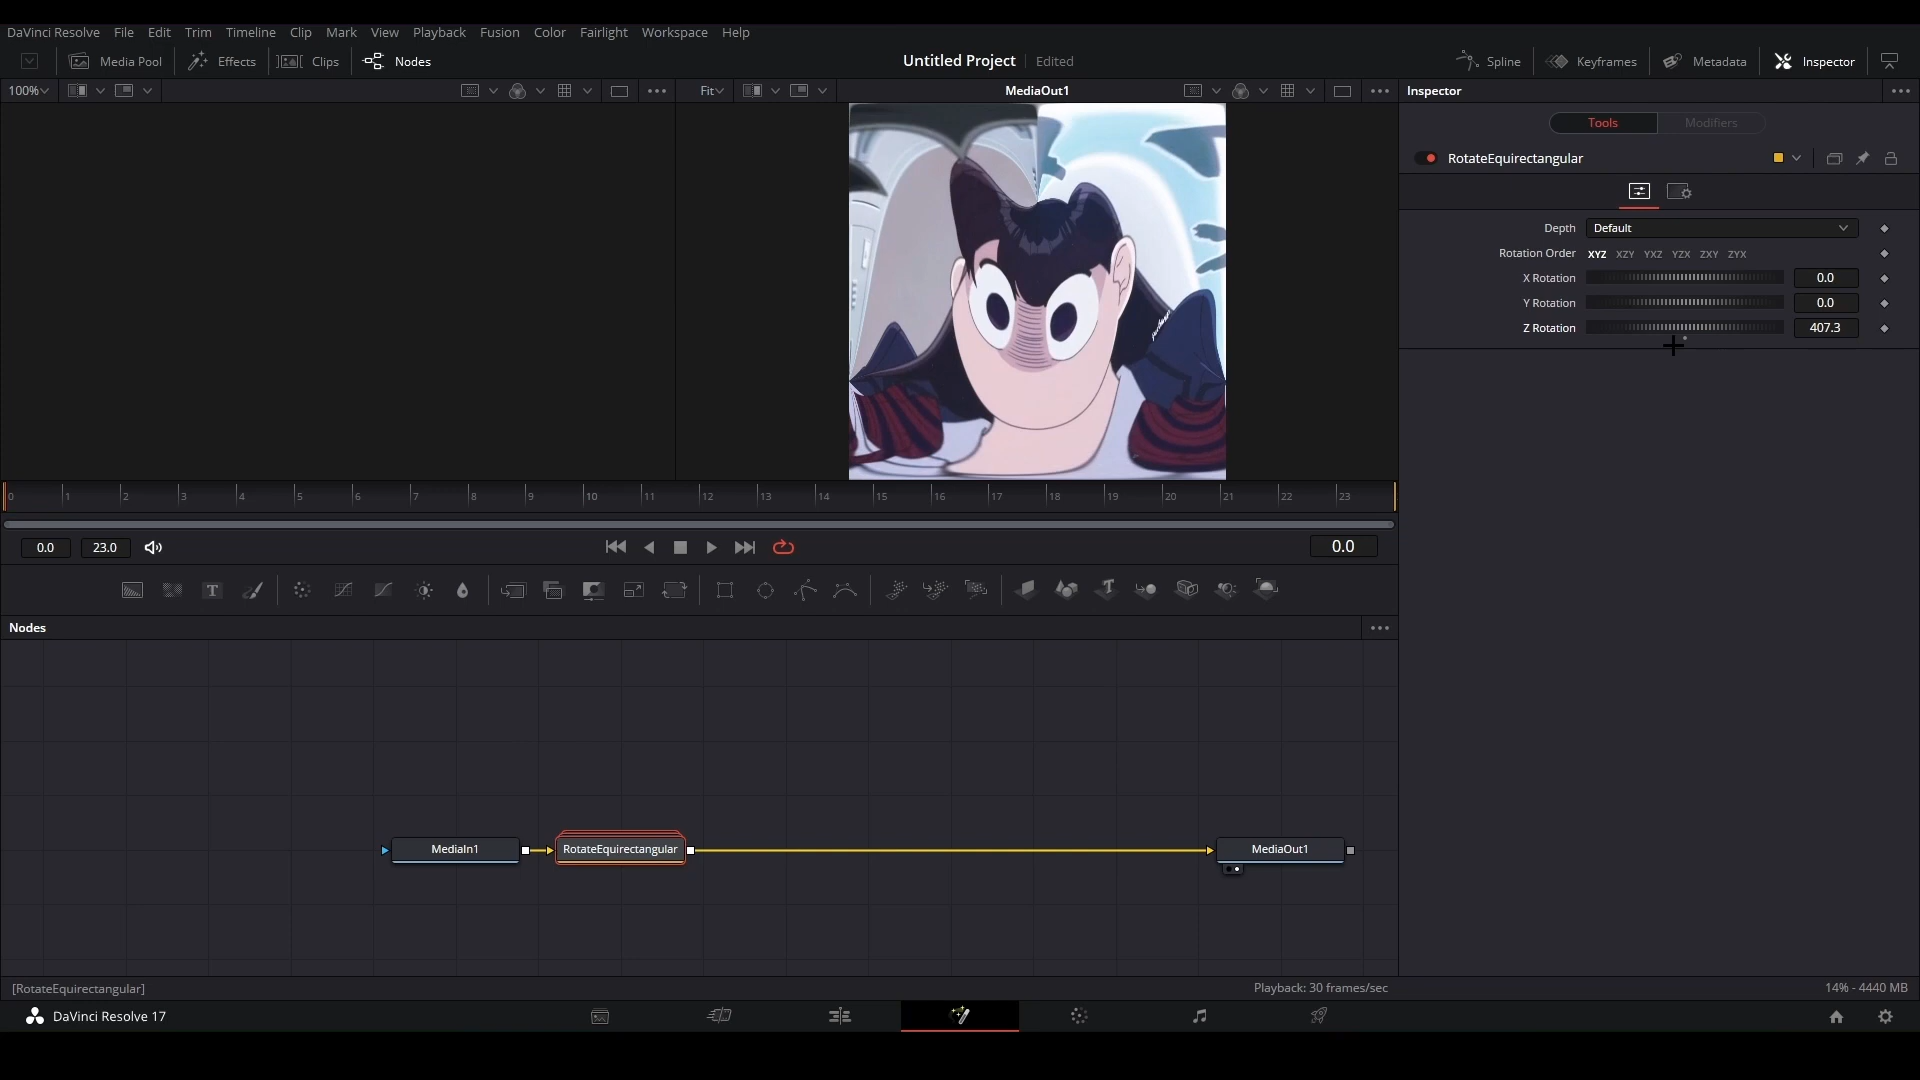 DaVinci Resolve File Edit Trim Timeline Clip Mark View Playback Fusion Color Fairlight Workspace Help
Media Pool Effects Clips Nodes Untitled Project Edited Spline Keyframes Metadata Inspector
100% Fit MediaOut1 Inspector
Tools Modifiers
RotateEquirectangular
Depth Default
Rotation Order XYZ XZY YXZ YZX ZXY ZYX
X Rotation 0.0
Y Rotation 0.0
Z Rotation 407.3
0 1 2 3 4 5 6 7 8 9 10 11 12 13 14 15 16 17 18 19 20 21 22 23
0.0 23.0 0.0
T T
Nodes
MediaIn1 RotateEquirectangular MediaOut1
[RotateEquirectangular] Playback: 30 frames/sec 14% - 4440 MB
DaVinci Resolve 17